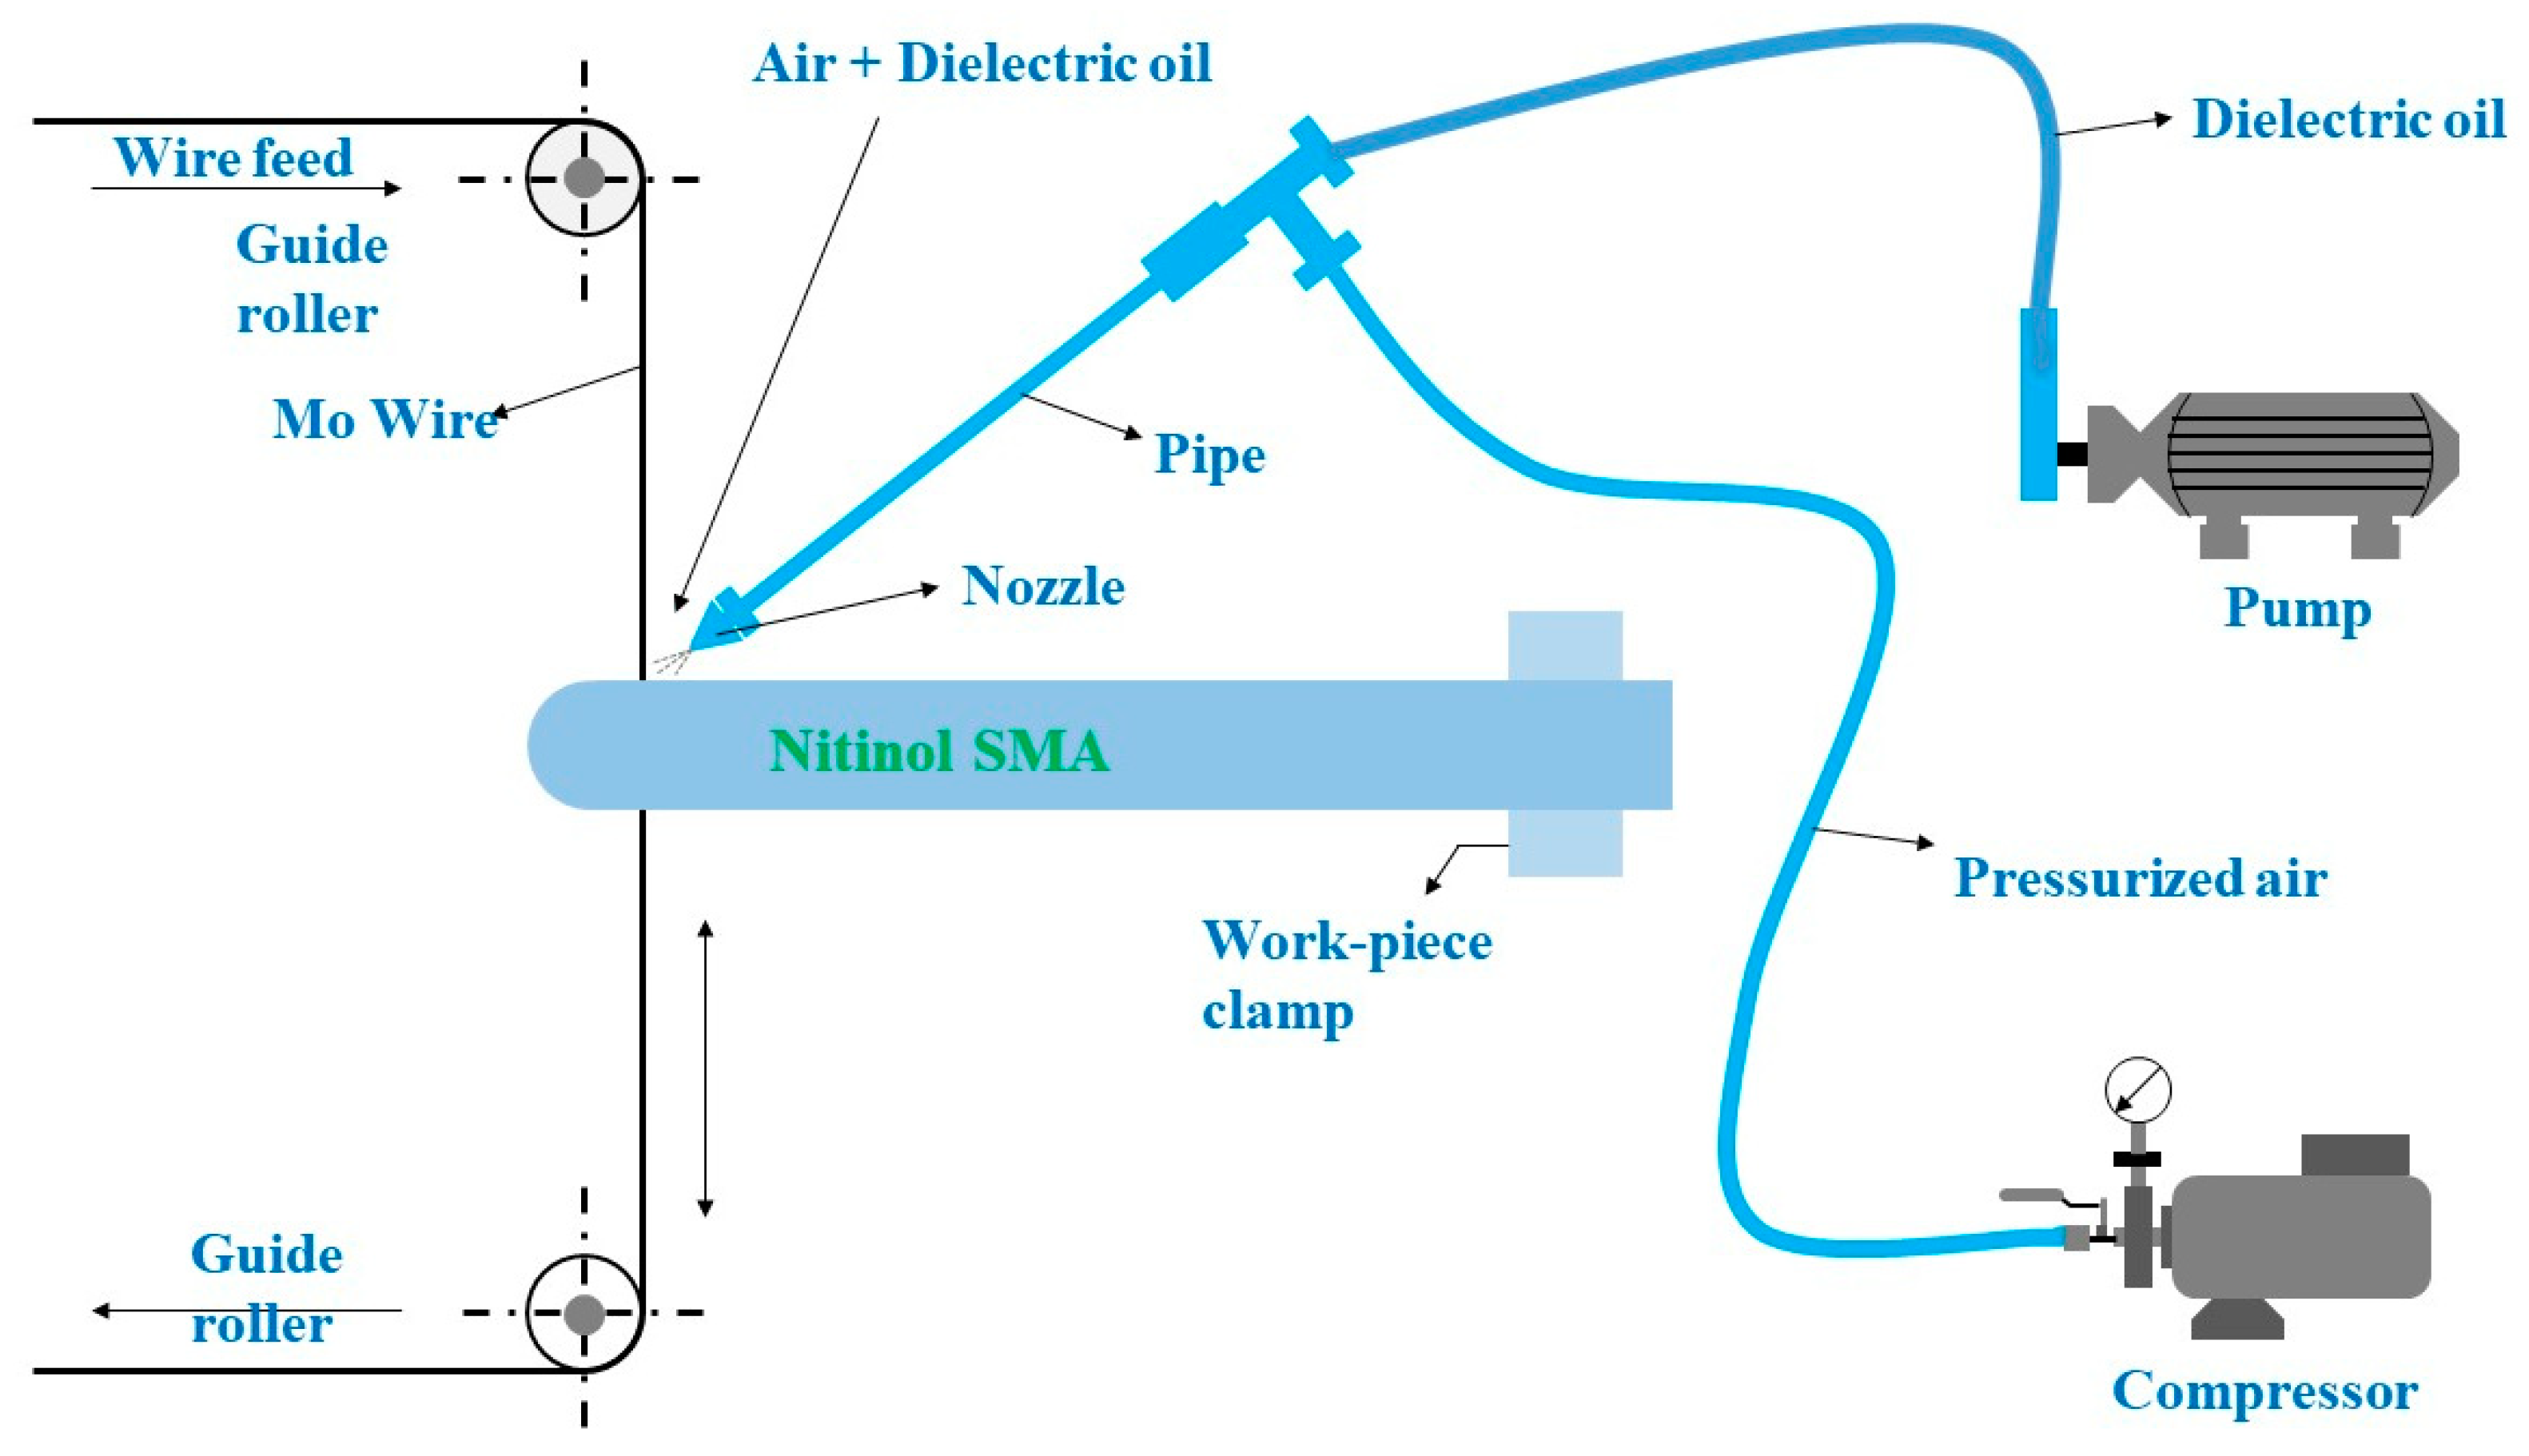 Air + Dielectric oil
Dielectric oil
Wire feed
Guide
roller
Mo Wire
Pipe
Nozzle
Pump
Nitinol SMA
Pressurized air
Work-piece
clamp
Guide
roller
Compressor